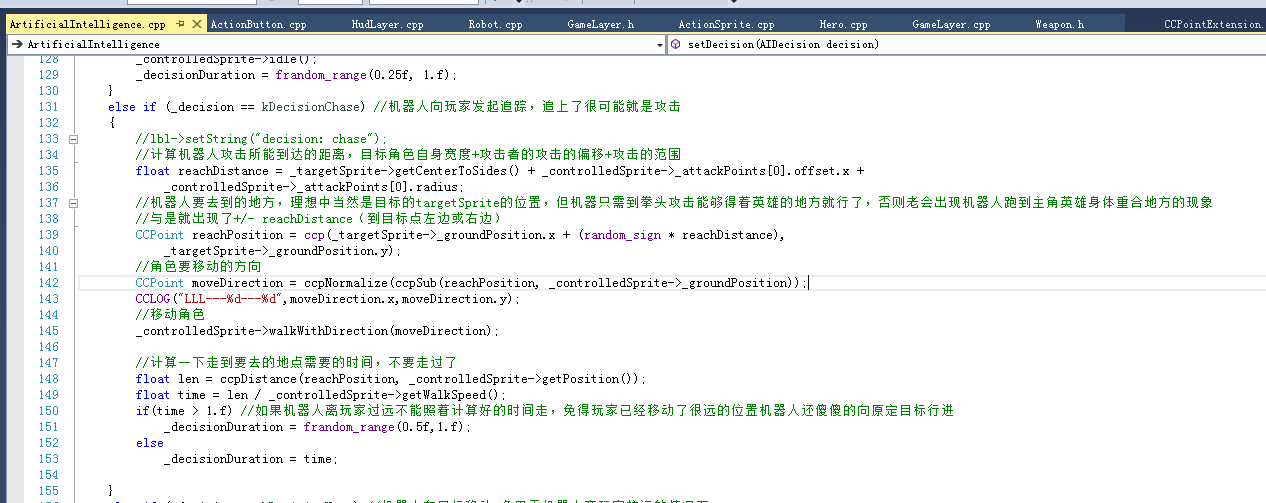 ArtificialIntelligence.cpp ActionButton.cpp HudLayer.cpp Robot.cpp GameLayer.h ActionSprite.cpp Hero.cpp GameLayer.cpp Weapon.h CCPointExtension.
ArtificialIntelligence setDecision(AIDecision decision)
128 _controlledSprite->idle();
129 _decisionDuration = frandom_range(0.25f, 1.f);
130 }
131 else if (_decision == kDecisionChase) //机器人向玩家发起追踪，追上了很可能就是攻击
132 {
133 //lbl->setString("decision: chase");
134 //计算机器人攻击所能到达的距离，目标角色自身宽度+攻击者的攻击的偏移+攻击的范围
135 float reachDistance = _targetSprite->getCenterToSides() + _controlledSprite->_attackPoints[0].offset.x +
136 _controlledSprite->_attackPoints[0].radius;
137 //机器人要去到的地方，理想中当然是目标的targetSprite的位置，但机器只需到拳头攻击能够得着英雄的地方就行了，否则老会出现机器人跑到主角英雄身体重合地方的现象
138 //与是就出现了+/- reachDistance（到目标点左边或右边）
139 CCPoint reachPosition = ccp(_targetSprite->_groundPosition.x + (random_sign * reachDistance),
140 _targetSprite->_groundPosition.y);
141 //角色要移动的方向
142 CCPoint moveDirection = ccpNormalize(ccpSub(reachPosition, _controlledSprite->_groundPosition));
143 CCLOG("LLL---%d---%d",moveDirection.x,moveDirection.y);
144 //移动角色
145 _controlledSprite->walkWithDirection(moveDirection);
146
147 //计算一下走到要去的地点需要的时间，不要走过了
148 float len = ccpDistance(reachPosition, _controlledSprite->getPosition());
149 float time = len / _controlledSprite->getWalkSpeed();
150 if(time > 1.f) //如果机器人离玩家过远不能照着计算好的时间走，免得玩家已经移动了很远的位置机器人还傻傻的向原定目标行进
151 _decisionDuration = frandom_range(0.5f,1.f);
152 else
153 _decisionDuration = time;
154
155 }